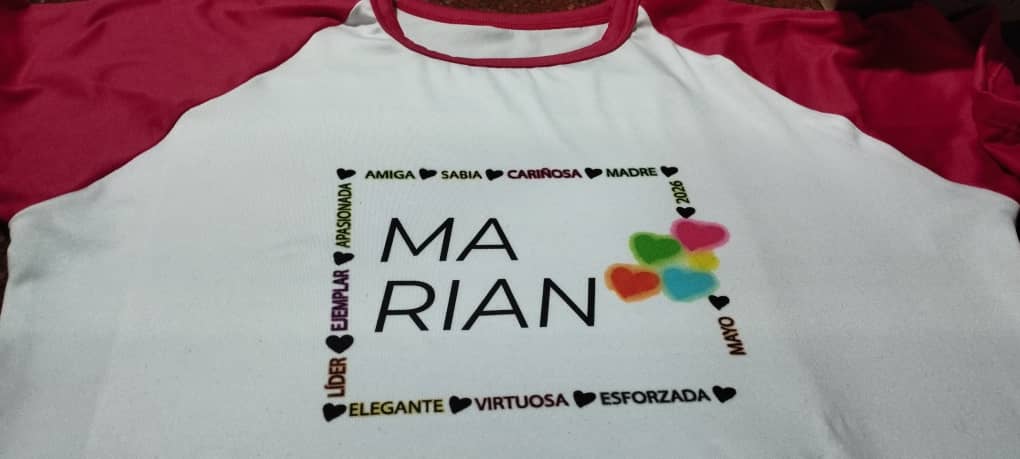 AMIGA SABIA CARIÑOSA MADRE
2026
APASIONADA
EJEMPLAR
LÍDER
MA
RIAN
MAYO
ELEGANTE VIRTUOSA ESFORZADA